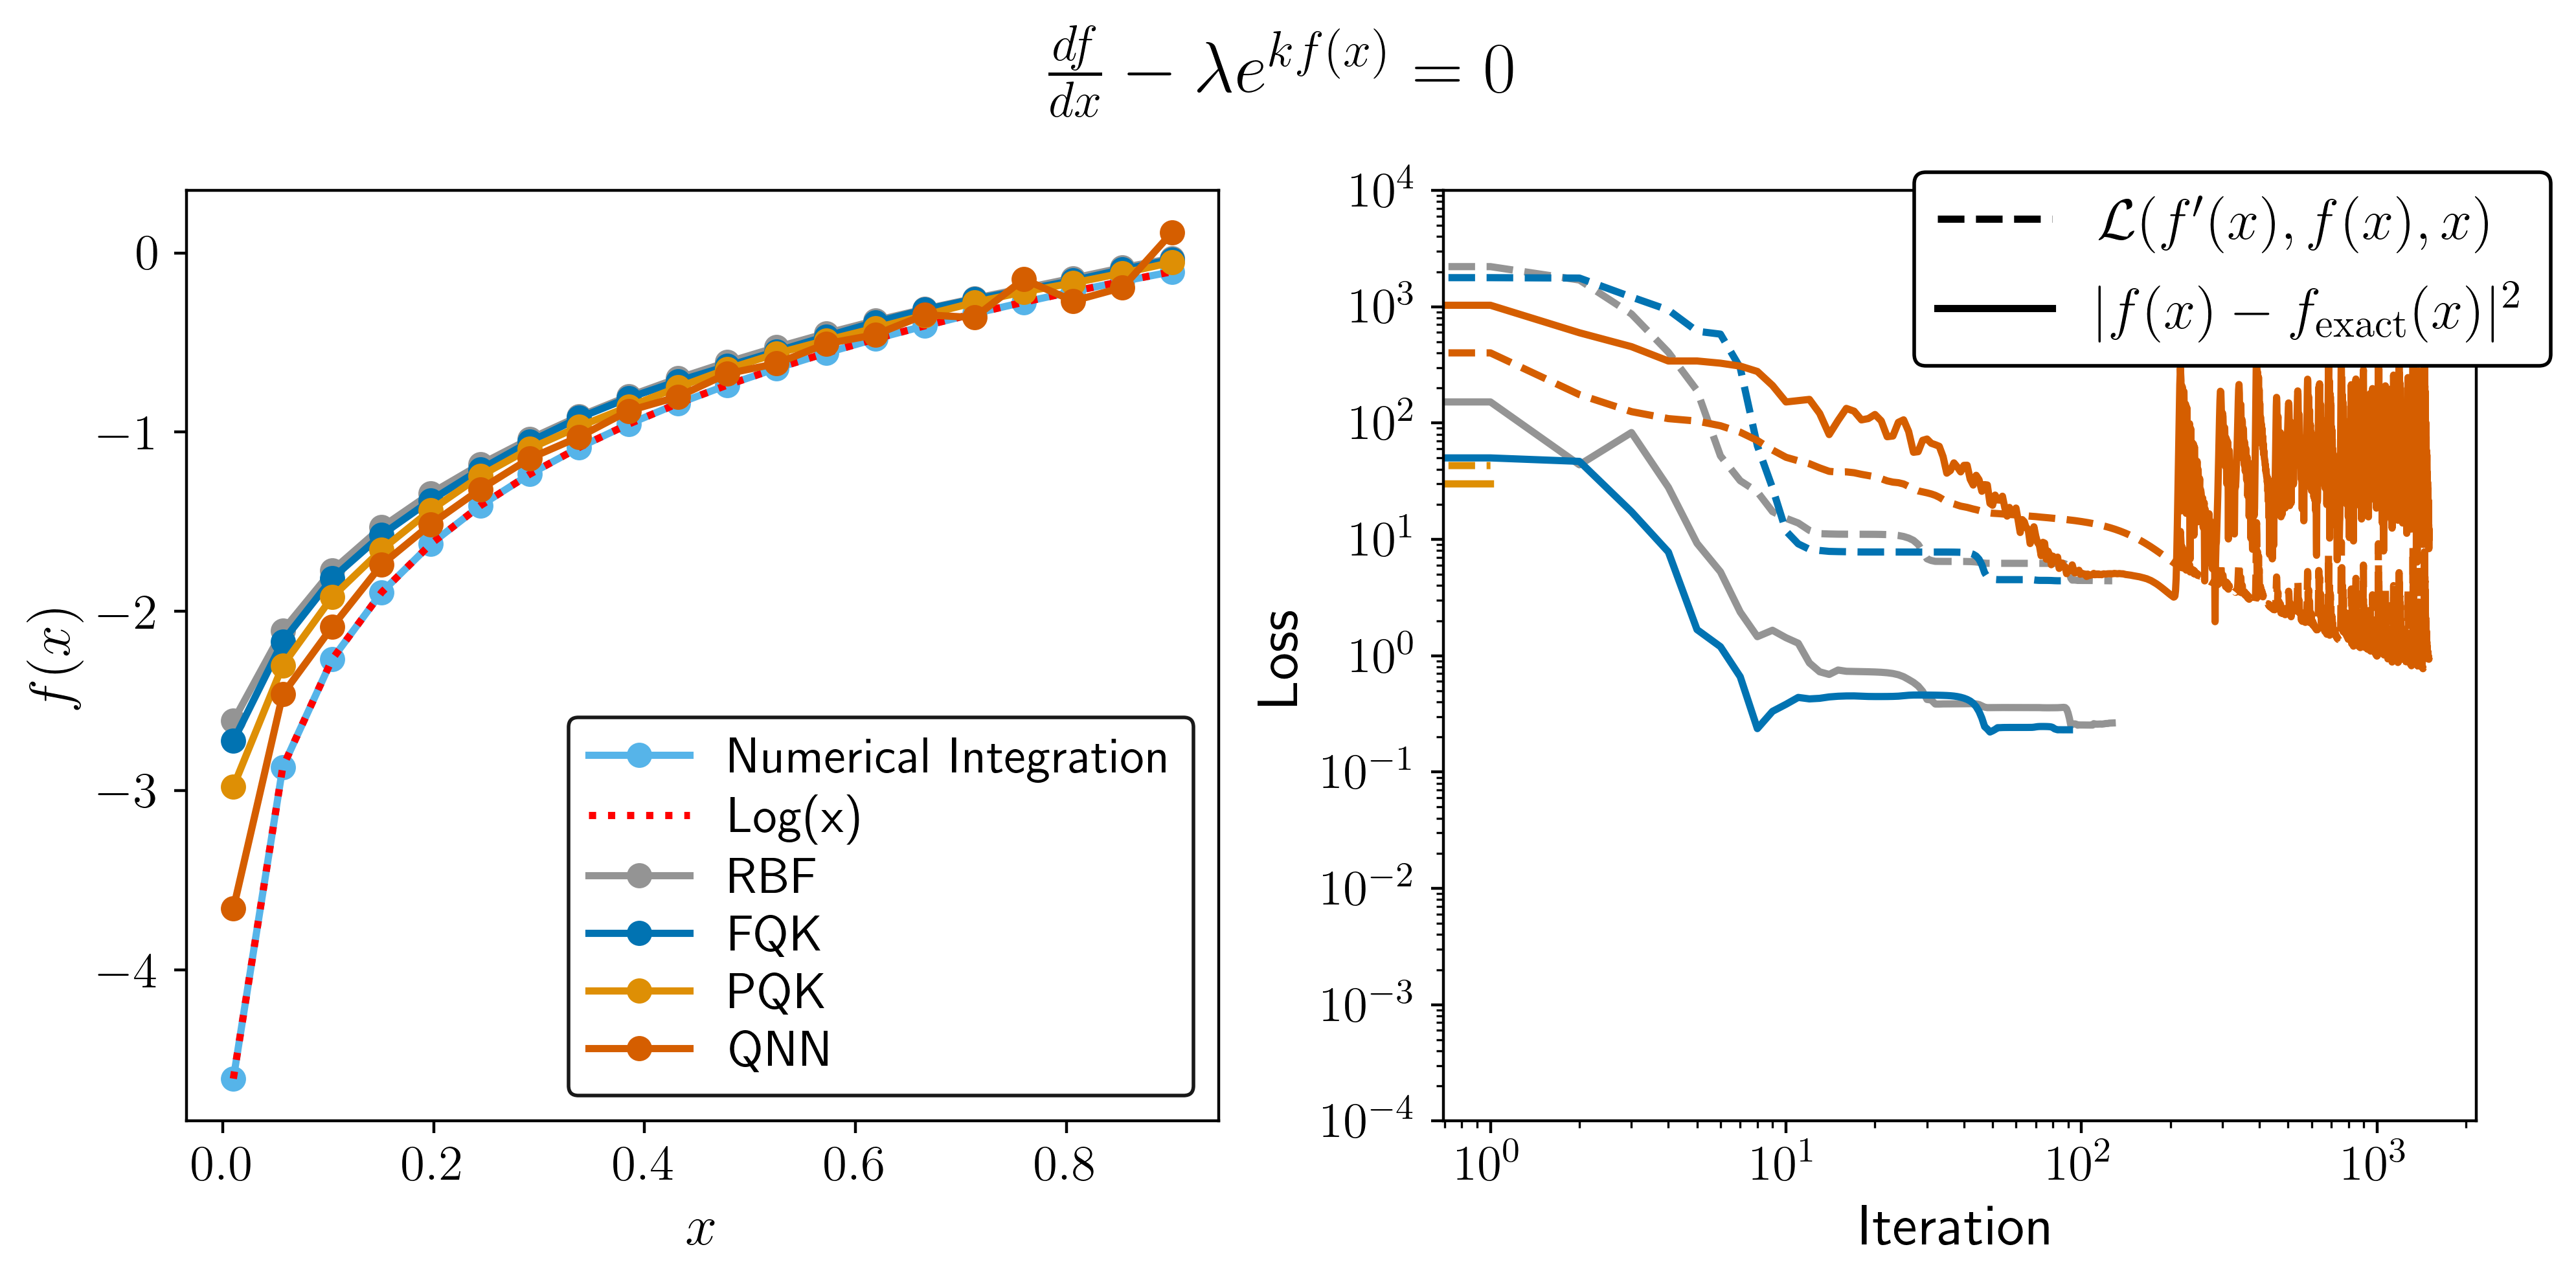 df/dx − λe^{kf(x)} = 0
f(x)
0
−1
−2
−3
−4
Numerical Integration
Log(x)
RBF
FQK
PQK
QNN
0.0 0.2 0.4 0.6 0.8
x
Loss
10^4
10^3
10^2
10^1
10^0
10^{-1}
10^{-2}
10^{-3}
10^{-4}
ℒ(f′(x), f(x), x)
|f(x) − f_exact(x)|^2
10^0 10^1 10^2 10^3
Iteration